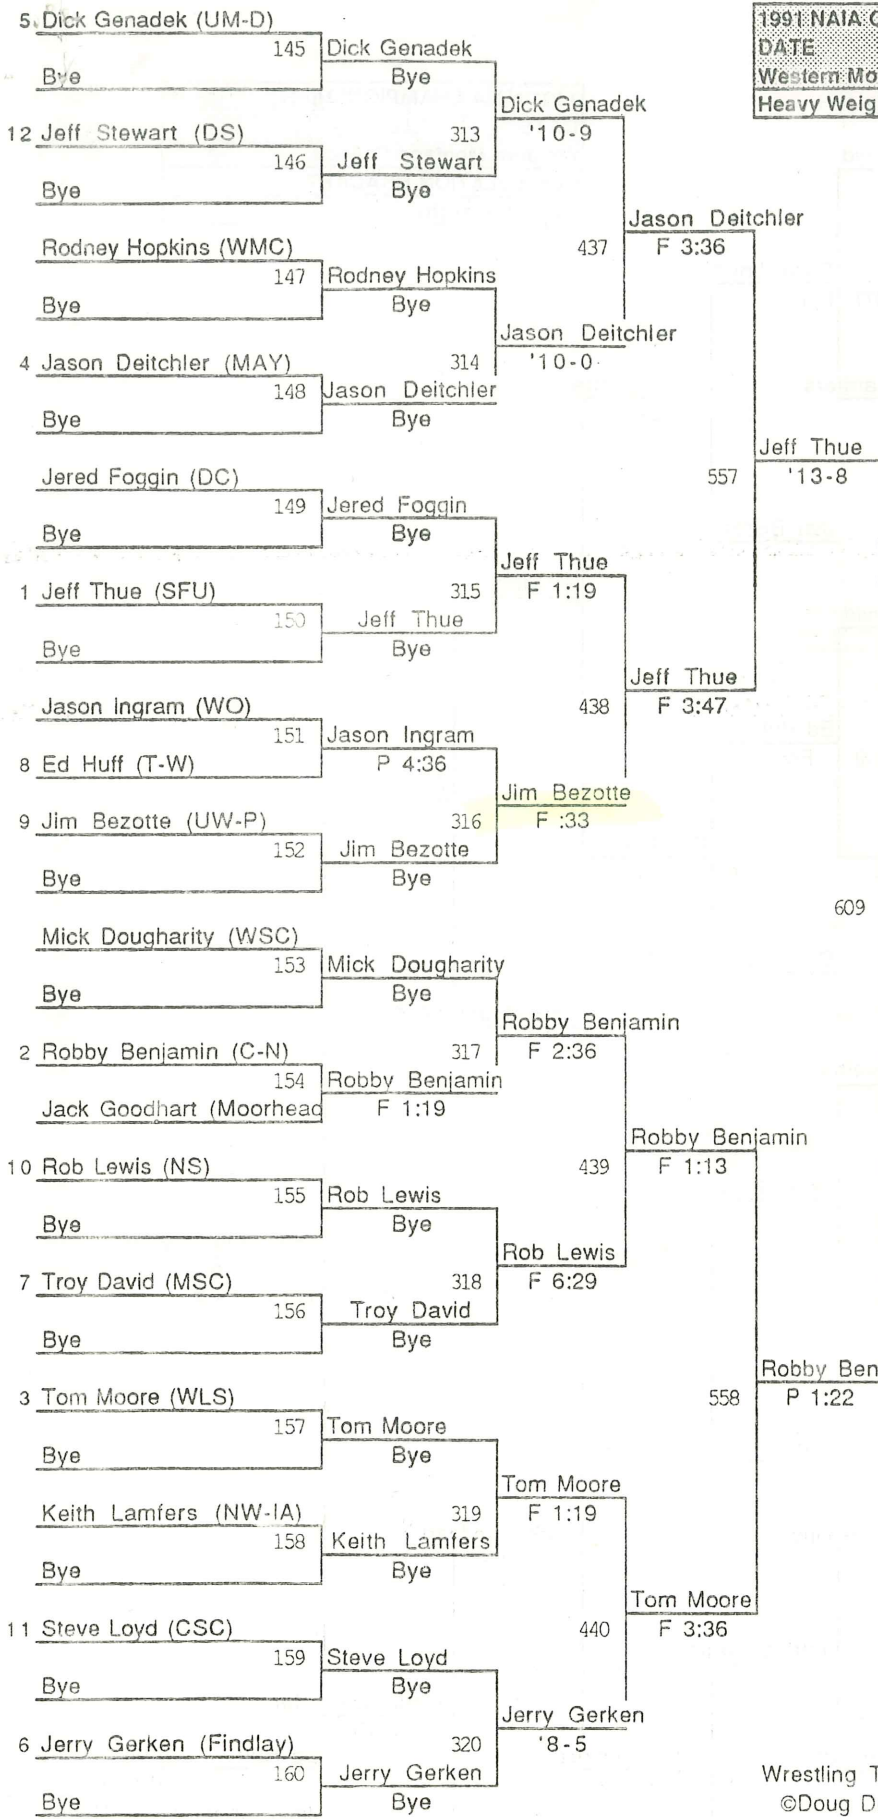 5. Dick Genadek (UM-D)
145
Bye
Dick Genadek
Bye
12 Jeff Stewart (DS)
146
Bye
Jeff Stewart
Bye
313
Dick Genadek
'10-9
Rodney Hopkins (WMC)
147
Bye
Rodney Hopkins
Bye
4 Jason Deitchler (MAY)
148
Bye
Jason Deitchler
Bye
314
Jason Deitchler
'10-0
437
Jason Deitchler
F 3:36
Jered Foggin (DC)
149
Bye
Jered Foggin
Bye
1 Jeff Thue (SFU)
150
Bye
Jeff Thue
Bye
315
Jeff Thue
F 1:19
Jason Ingram (WO)
151
8 Ed Huff (T-W)
Jason Ingram
P 4:36
9 Jim Bezotte (UW-P)
152
Bye
Jim Bezotte
Bye
316
Jim Bezotte
F :33
438
Jeff Thue
F 3:47
557
Jeff Thue
'13-8
Mick Dougharity (WSC)
153
Bye
Mick Dougharity
Bye
2 Robby Benjamin (C-N)
154
Jack Goodhart (Moorhead
Robby Benjamin
F 1:19
317
Robby Benjamin
F 2:36
10 Rob Lewis (NS)
155
Bye
Rob Lewis
Bye
7 Troy David (MSC)
156
Bye
Troy David
Bye
318
Rob Lewis
F 6:29
439
Robby Benjamin
F 1:13
3 Tom Moore (WLS)
157
Bye
Tom Moore
Bye
Keith Lamfers (NW-IA)
158
Bye
Keith Lamfers
Bye
319
Tom Moore
F 1:19
11 Steve Loyd (CSC)
159
Bye
Steve Loyd
Bye
6 Jerry Gerken (Findlay)
160
Bye
Jerry Gerken
Bye
320
Jerry Gerken
'8-5
440
Tom Moore
F 3:36
558
Robby Ben
P 1:22
609
1991 NAIA C
DATE
Western Mo
Heavy Weig
Wrestling T
©Doug D